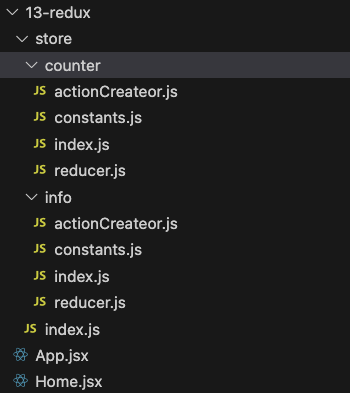 13-redux
store
counter
JS actionCreateor.js
JS constants.js
JS index.js
JS reducer.js
info
JS actionCreateor.js
JS constants.js
JS index.js
JS reducer.js
JS index.js
App.jsx
Home.jsx